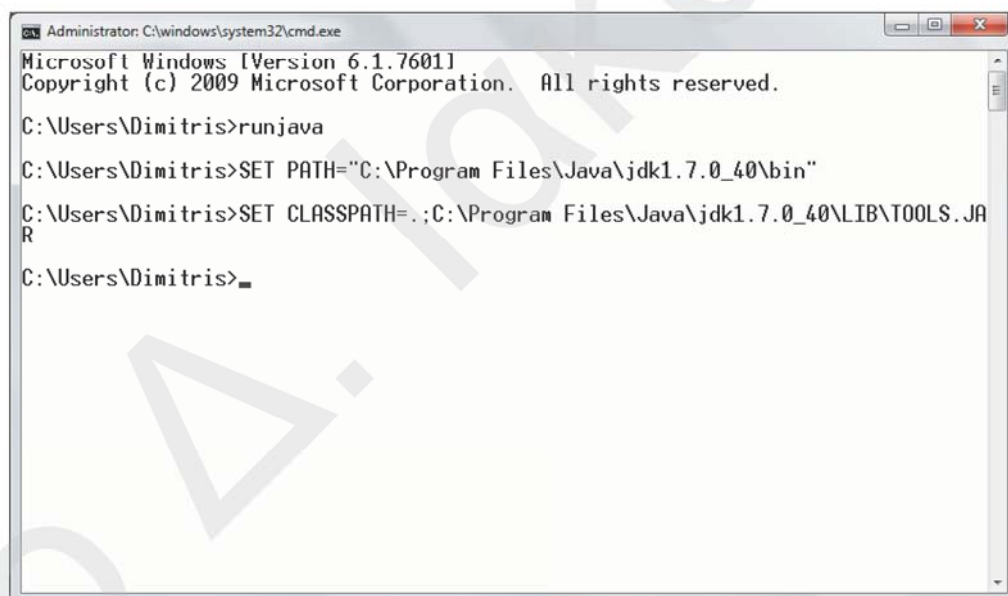 Administrator: C:\windows\system32\cmd.exe
Microsoft Windows [Version 6.1.7601]
Copyright (c) 2009 Microsoft Corporation.  All rights reserved.
C:\Users\Dimitris>runjava
C:\Users\Dimitris>SET PATH="C:\Program Files\Java\jdk1.7.0_40\bin"
C:\Users\Dimitris>SET CLASSPATH=.;C:\Program Files\Java\jdk1.7.0_40\LIB\TOOLS.JA
R
C:\Users\Dimitris>